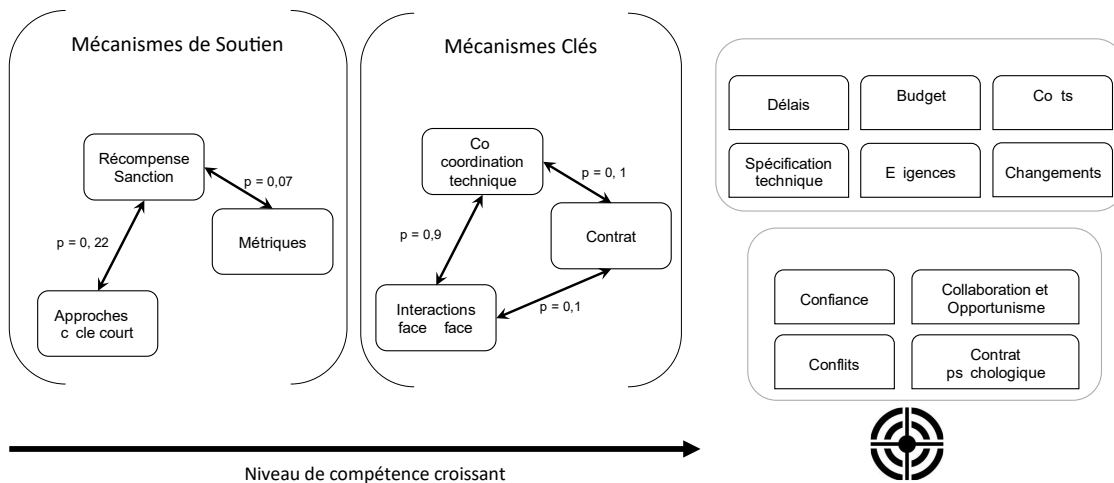 Mécanismes de Soutien
Récompense
Sanction
p = 0,07
Métriques
p = 0, 22
Approches
c cle court
Mécanismes Clés
Co
coordination
technique
p = 0, 1
Contrat
p = 0,9
Interactions
face face
p = 0,1
Délais
Budget
Co ts
Spécification
technique
E igences
Changements
Confiance
Collaboration et
Opportunisme
Conflits
Contrat
ps chologique
Niveau de compétence croissant